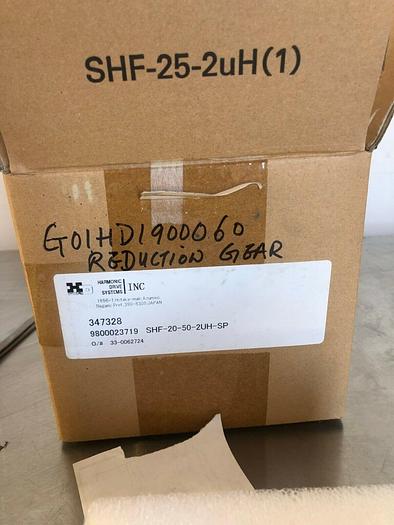 SHF-25-2uH(1)
G01HD1900060
REDUCTION GEAR
HARMONIC
DRIVE
SYSTEMS
INC
347328
9800023719 SHF-20-50-2UH-SP
O/a 33-0062724